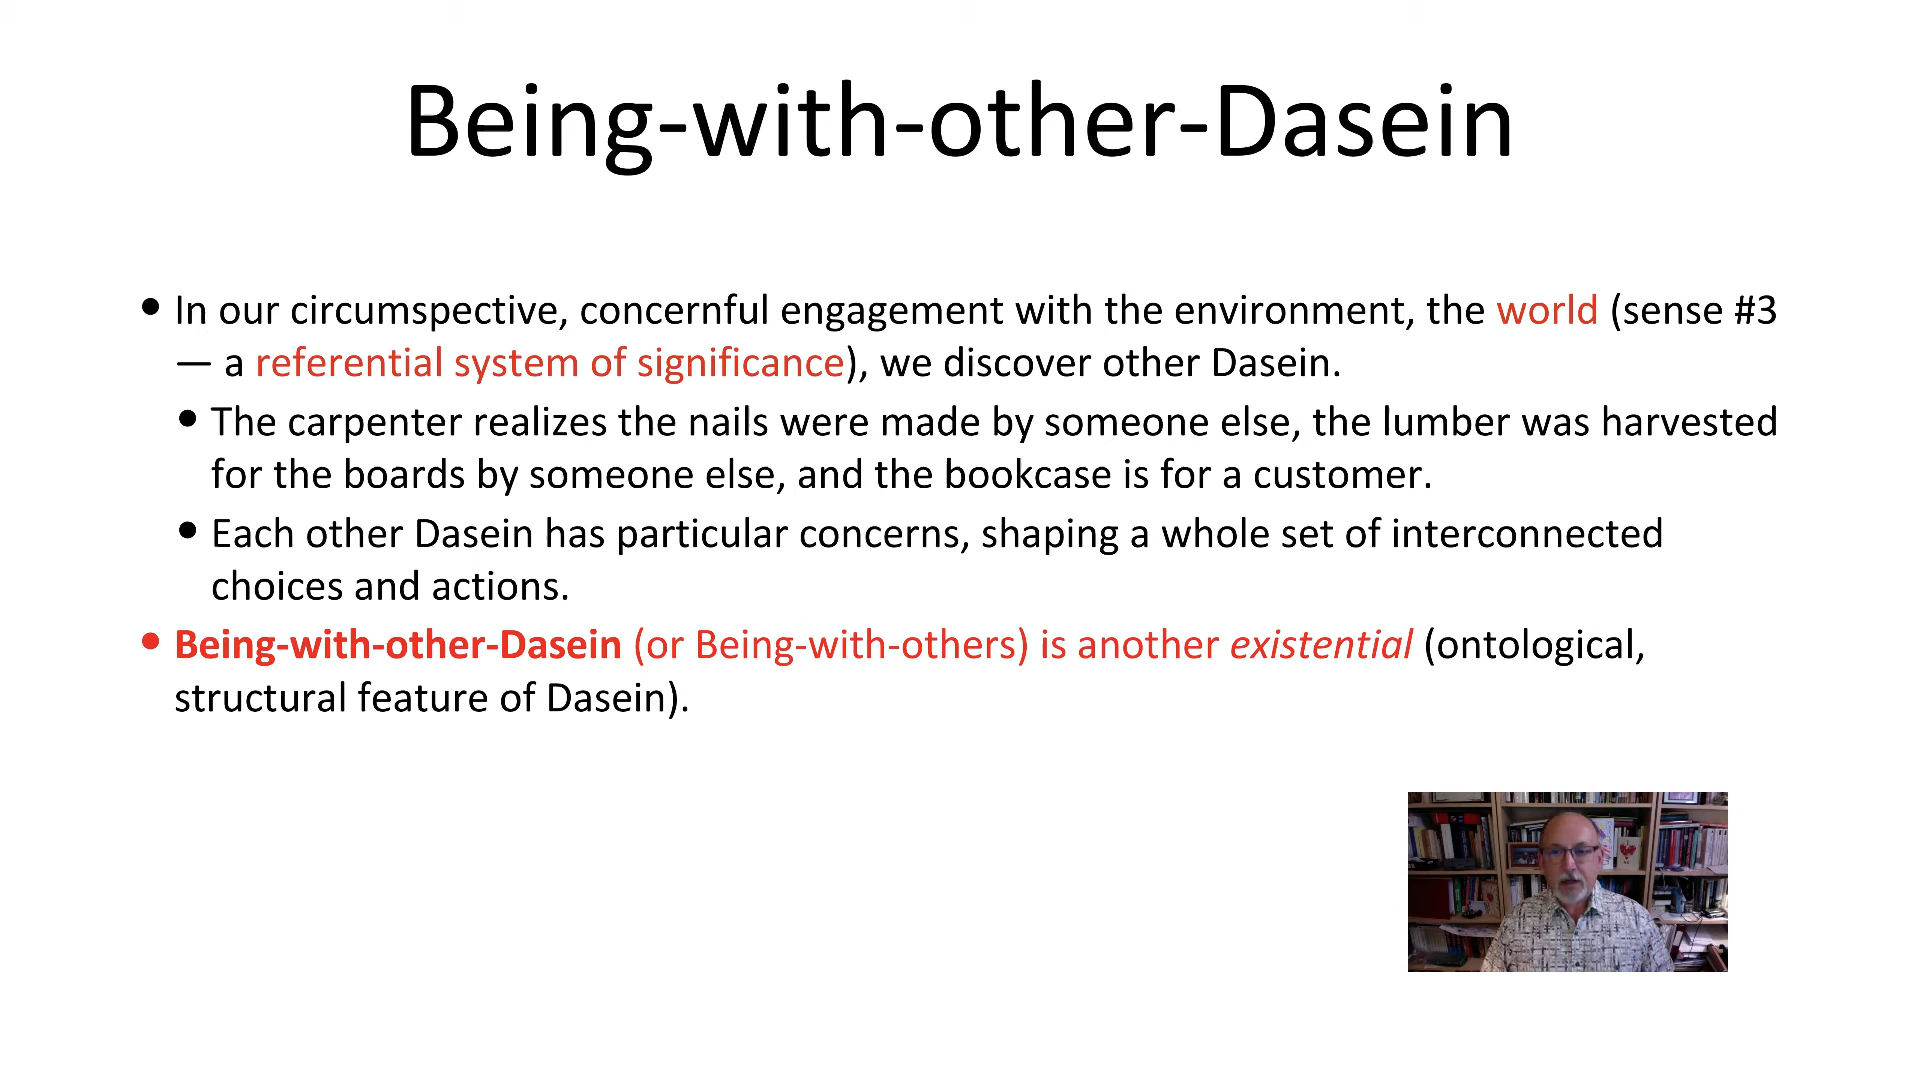 Being-with-other-Dasein
• In our circumspective, concernful engagement with the environment, the world (sense #3
— a referential system of significance), we discover other Dasein.
• The carpenter realizes the nails were made by someone else, the lumber was harvested
for the boards by someone else, and the bookcase is for a customer.
• Each other Dasein has particular concerns, shaping a whole set of interconnected
choices and actions.
• Being-with-other-Dasein (or Being-with-others) is another existential (ontological,
structural feature of Dasein).